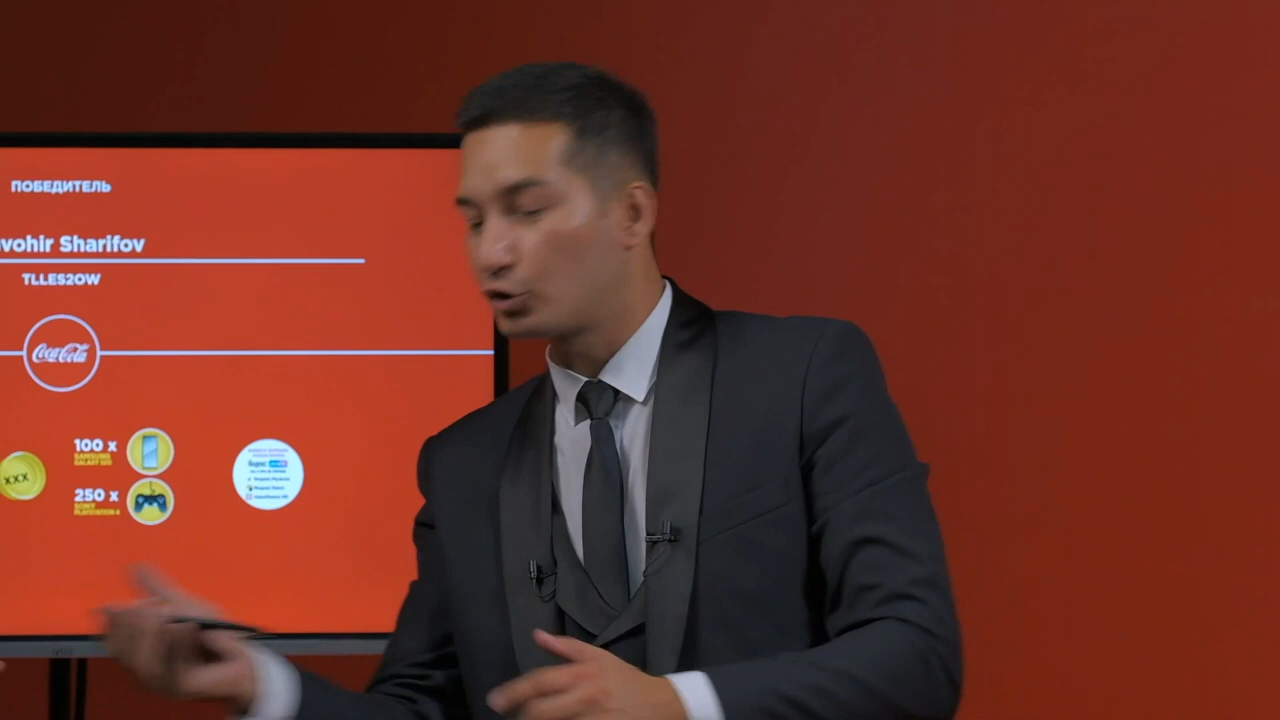 ПОБЕДИТЕЛЬ
vohir Sharifov
TLLES2OW
Coca-Cola
100 x
SAMSUNG
GALAXY S20
XXX
250 x
SONY
PLAYSTATION 4